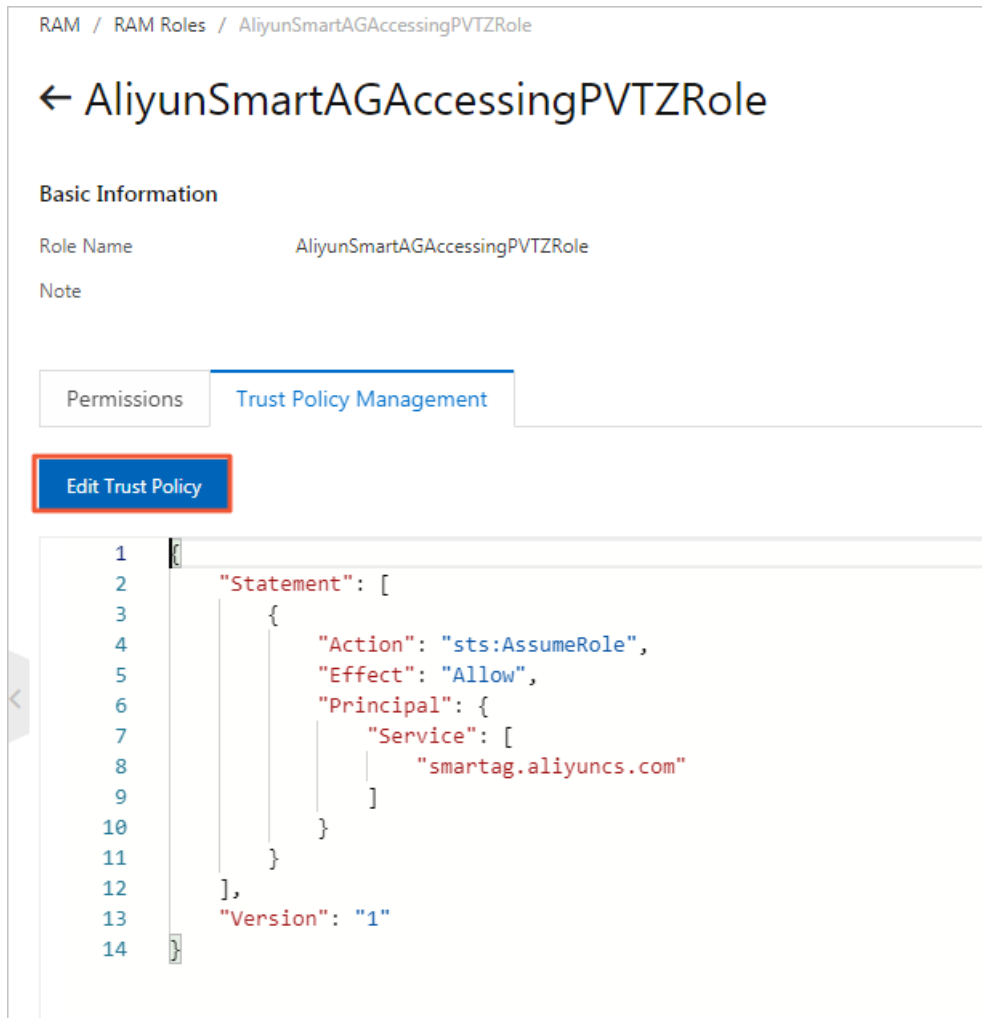 RAM / RAM Roles / AliyunSmartAGAccessingPVTZRole
← AliyunSmartAGAccessingPVTZRole
Basic Information
Role Name AliyunSmartAGAccessingPVTZRole
Note
Permissions Trust Policy Management
Edit Trust Policy
1 {
2 "Statement": [
3 {
4 "Action": "sts:AssumeRole",
5 "Effect": "Allow",
6 "Principal": {
7 "Service": [
8 "smartag.aliyuncs.com"
9 ]
10 }
11 }
12 ],
13 "Version": "1"
14 }